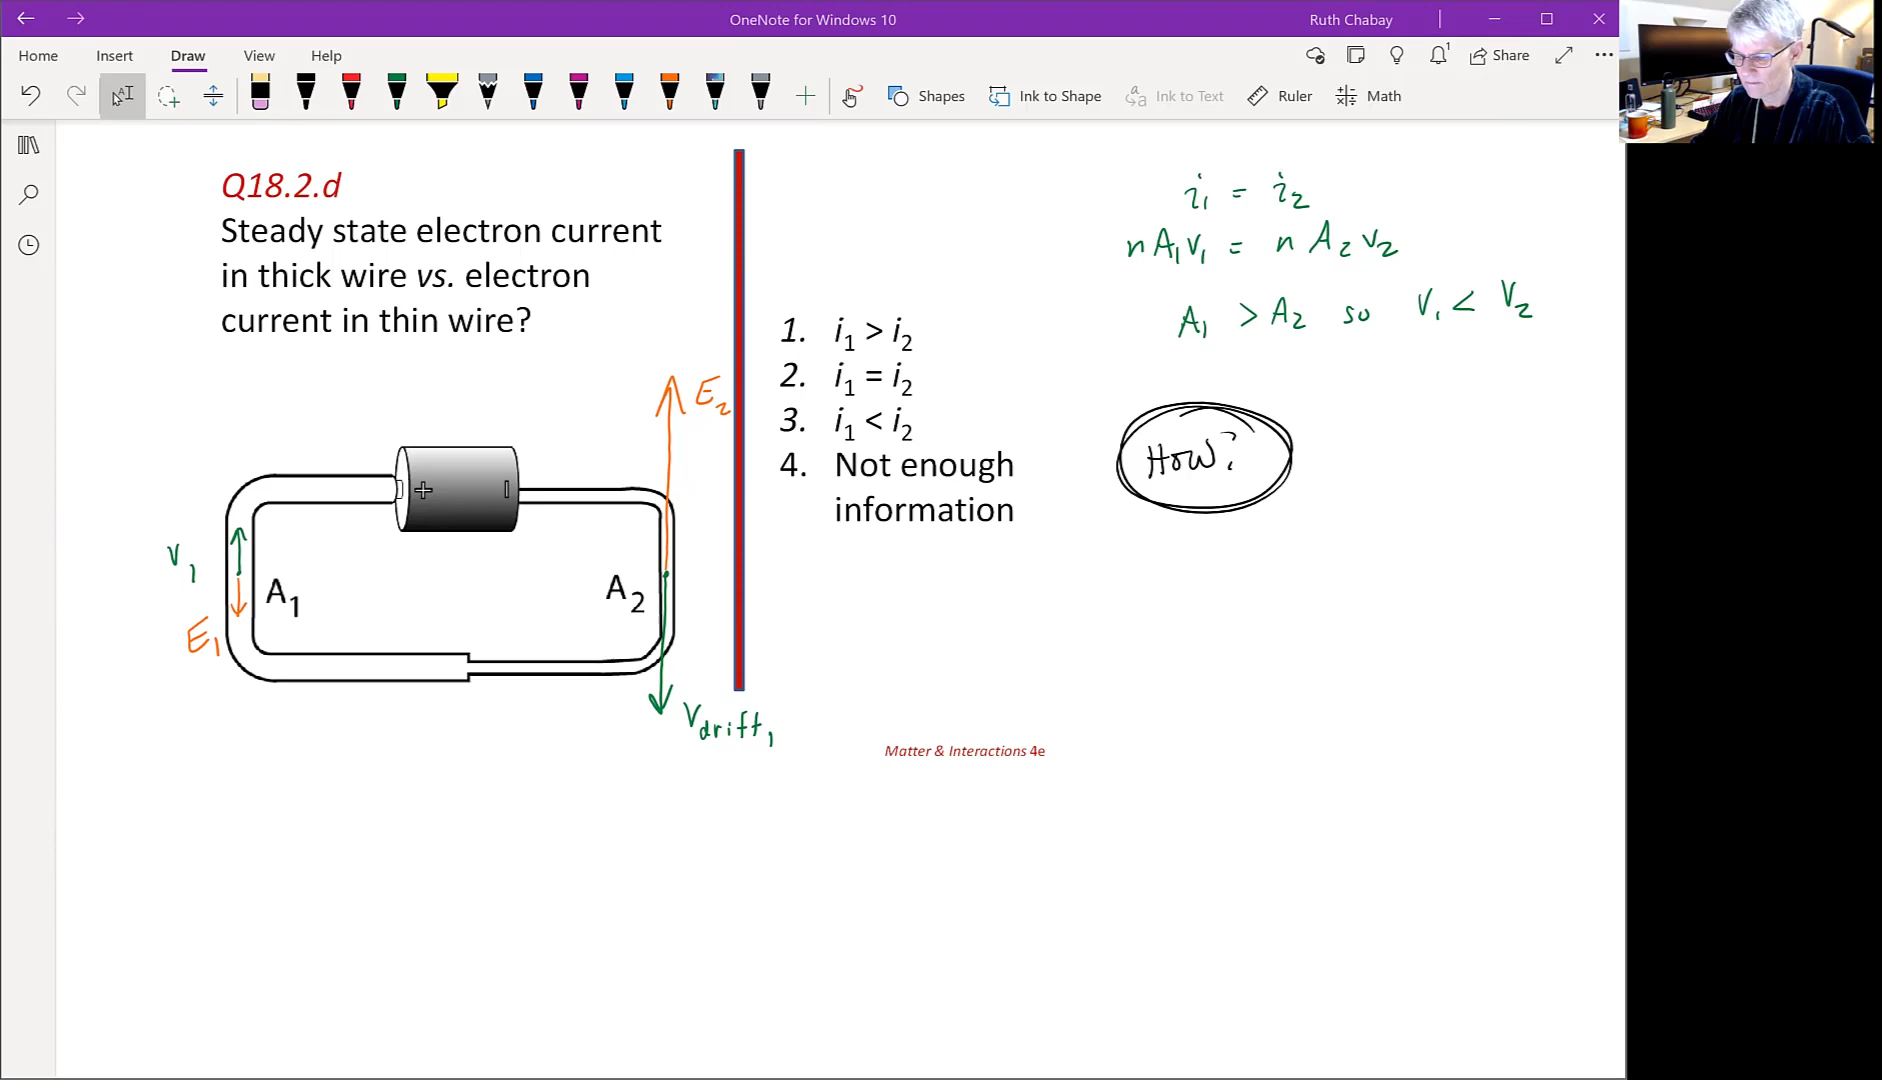 OneNote for Windows 10
Ruth Chabay
Home
Insert
Draw
View
Help
1
Share
Shapes
Ink to Shape
Ink to Text
Ruler
Math
Q18.2.d
Steady state electron current
in thick wire vs. electron
current in thin wire?
1. i₁ > i₂
2. i₁ = i₂
3. i₁ < i₂
4. Not enough
information
i₁ = i₂
nA₁v₁ = nA₂v₂
A₁ > A₂ so v₁ < v₂
How?
E₂
+
v₁
A₁
A₂
E₁
v_drift,
Matter & Interactions 4e